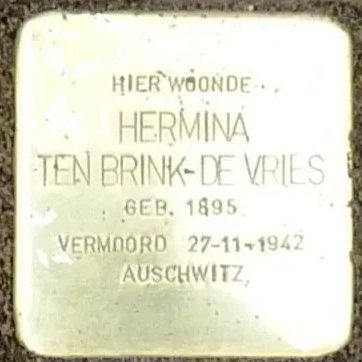 HIER WOONDE
HERMINA
TEN BRINK-DE VRIES
GEB. 1895
VERMOORD 27-11-1942
AUSCHWITZ